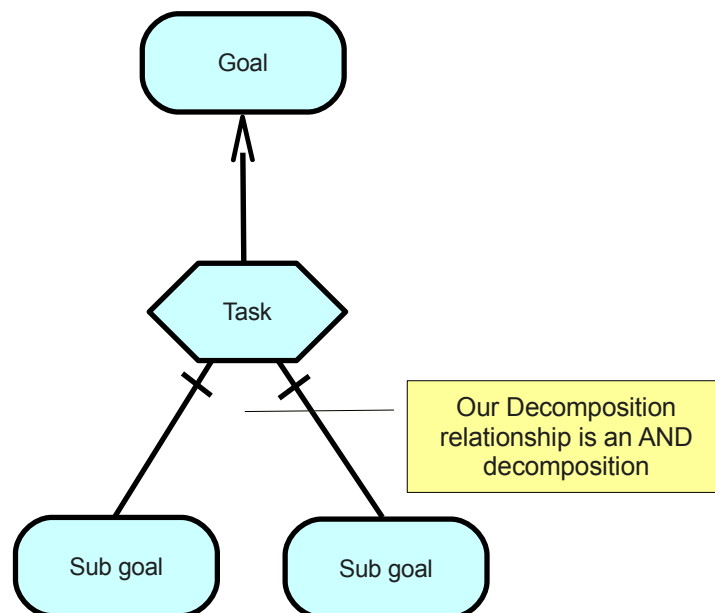 Goal
Task
Our Decomposition
relationship is an AND
decomposition
Sub goal
Sub goal